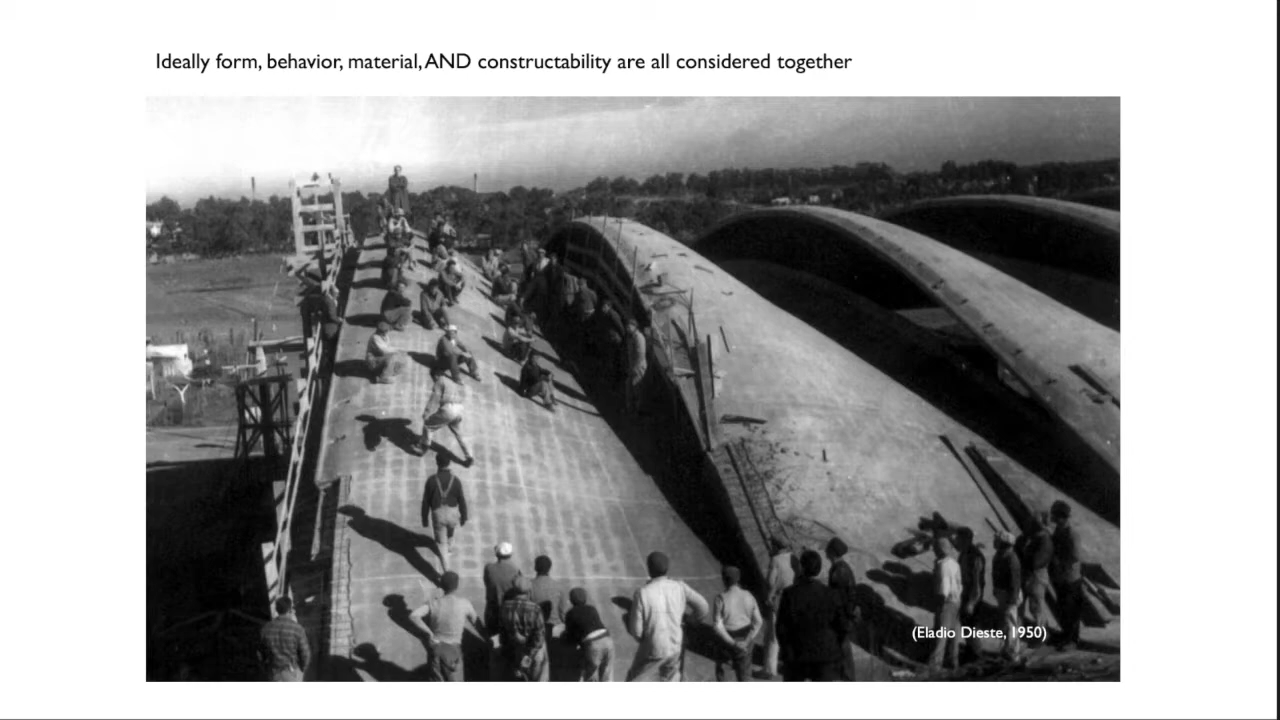 Ideally form, behavior, material, AND constructability are all considered together
(Eladio Dieste, 1950)